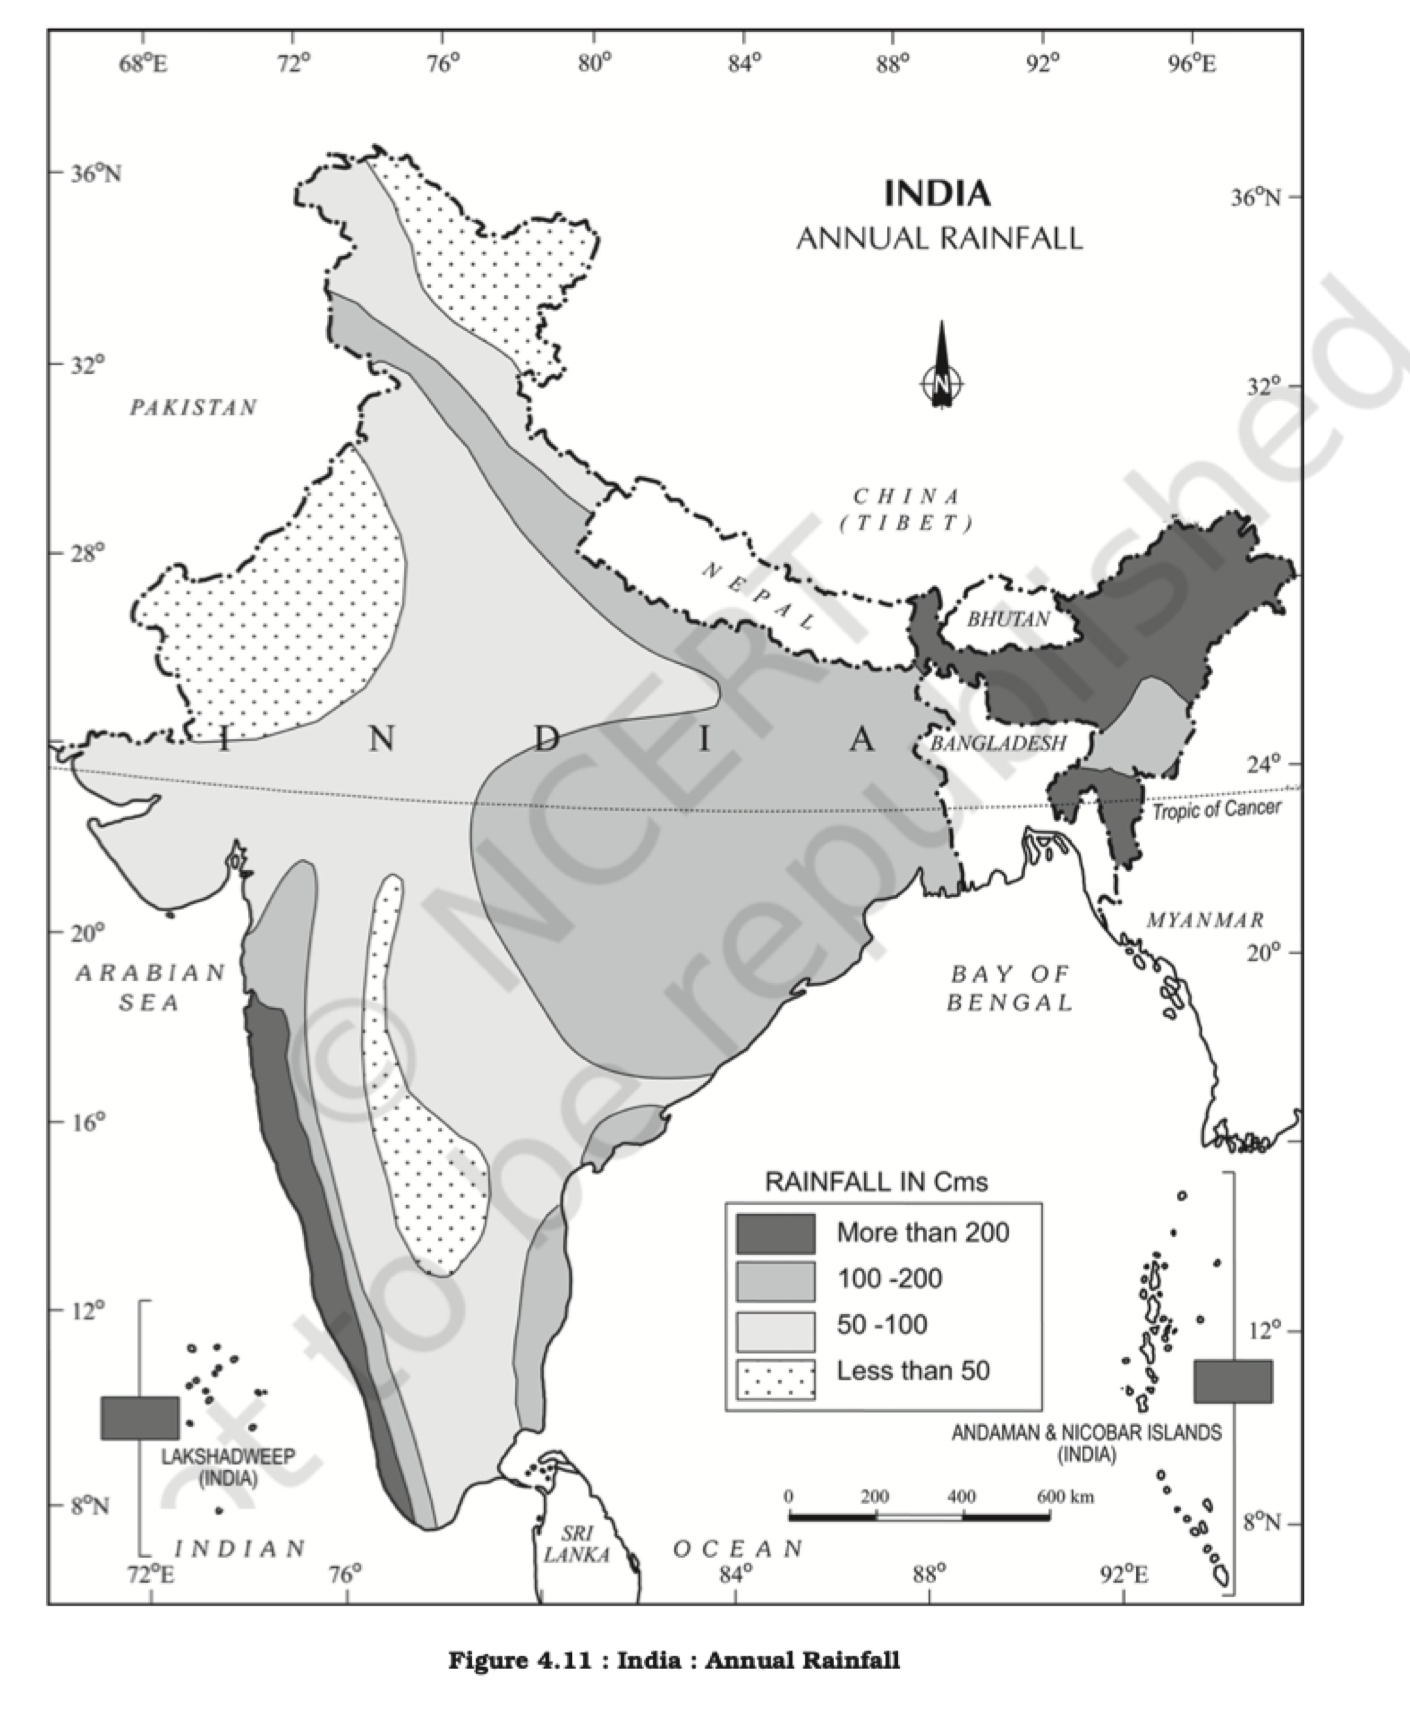 68°E 72° 76° 80° 84° 88° 92° 96°E
36°N
INDIA
36°N
ANNUAL RAINFALL
32°
32°
PAKISTAN
N
CHINA
(TIBET)
28°
NEPAL
BHUTAN
I N D I A
BANGLADESH
24°
Tropic of Cancer
20°
MYANMAR
20°
ARABIAN
SEA
BAY OF
BENGAL
16°
RAINFALL IN Cms
More than 200
100 -200
50 -100
Less than 50
12°
12°
LAKSHADWEEP
(INDIA)
ANDAMAN & NICOBAR ISLANDS
(INDIA)
0 200 400 600 km
8°N
8°N
SRI
LANKA
INDIAN OCEAN
72°E 76° 84° 88° 92°E
© NCERT
not to be republished
Figure 4.11 : India : Annual Rainfall